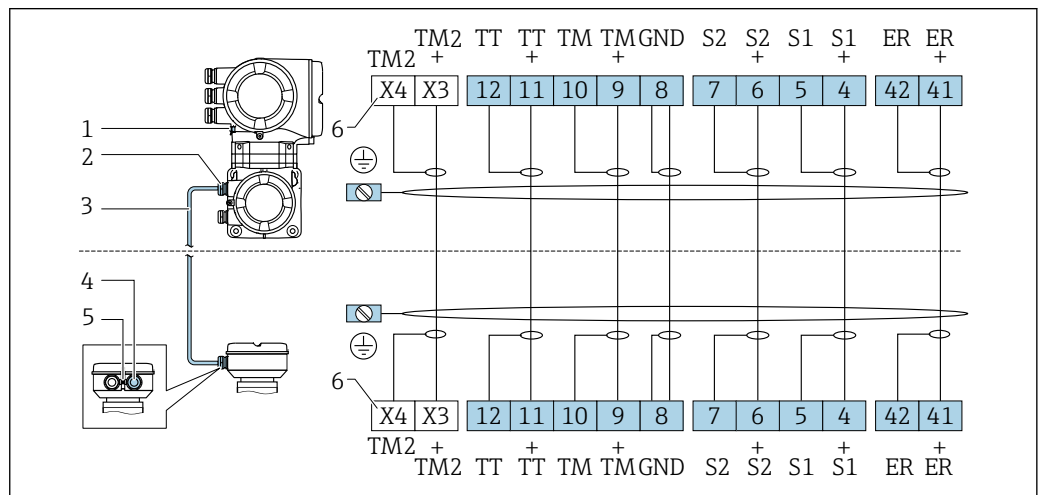 TM2 TT TT TM TM GND S2 S2 S1 S1 ER ER
TM2 + + + + + +
X4 X3 12 11 10 9 8 7 6 5 4 42 41
6
1
2
3
4
5
6
X4 X3 12 11 10 9 8 7 6 5 4 42 41
TM2 + + + + + +
TM2 TT TT TM TM GND S2 S2 S1 S1 ER ER